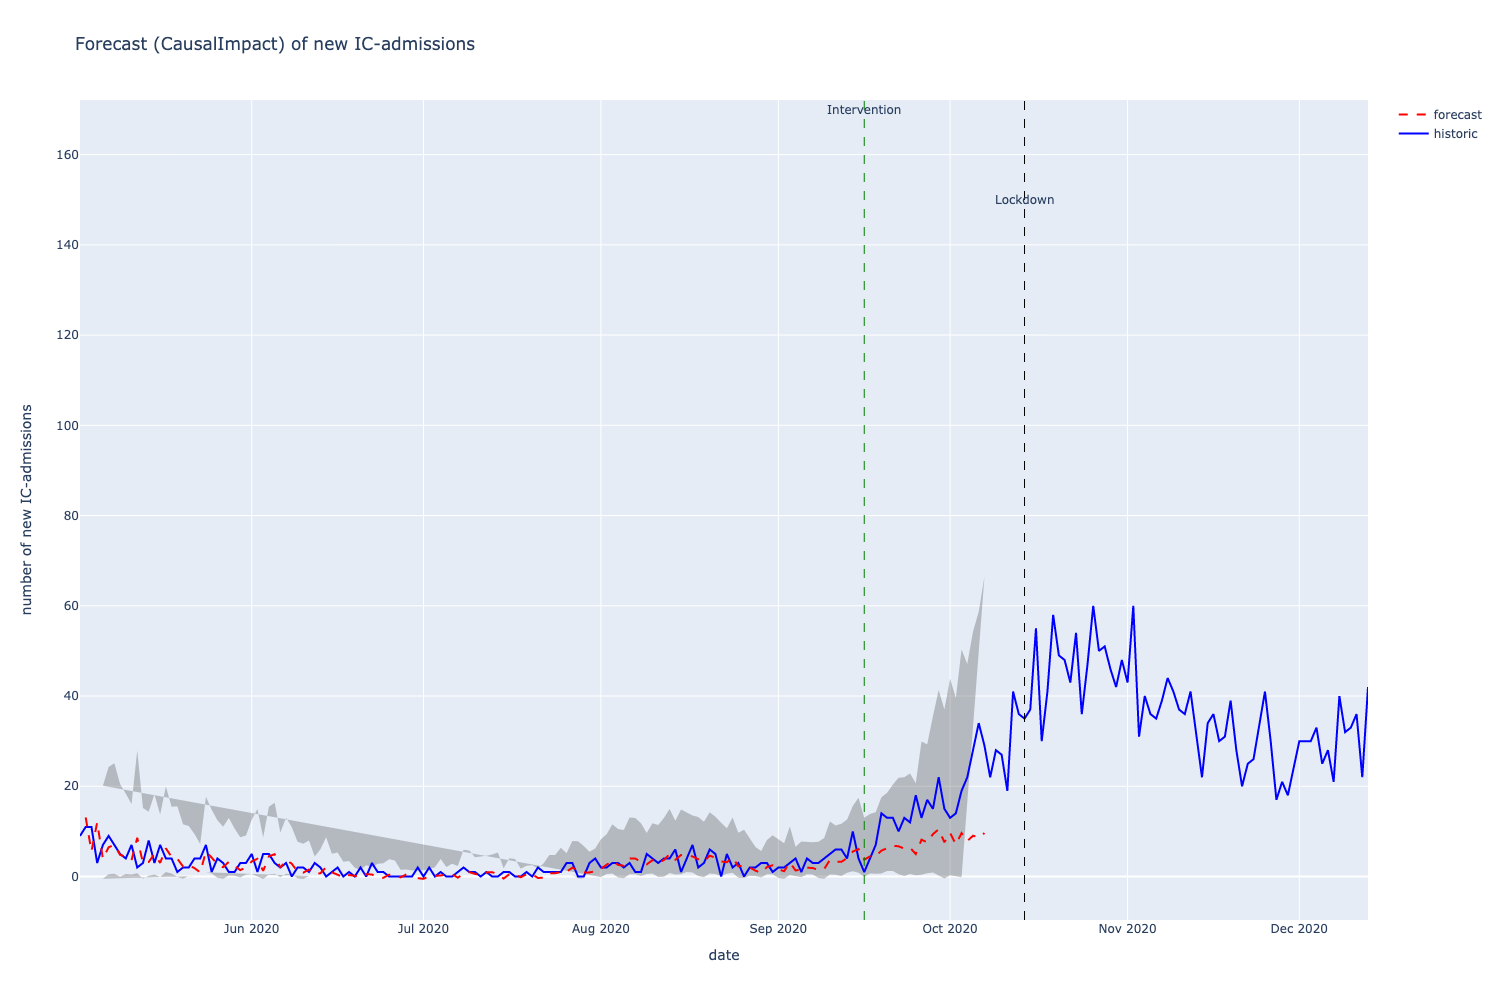 Forecast (CausalImpact) of new IC-admissions
Intervention
Lockdown
forecast
historic
160
140
120
100
80
60
40
20
0
number of new IC-admissions
Jun 2020
Jul 2020
Aug 2020
Sep 2020
Oct 2020
Nov 2020
Dec 2020
date